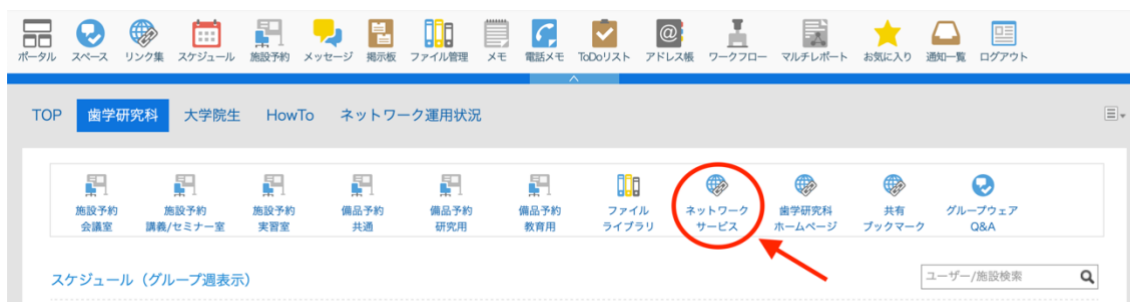 ポータル スペース リンク集 スケジュール 施設予約 メッセージ 掲示板 ファイル管理 メモ 電話メモ ToDoリスト アドレス帳 ワークフロー マルチレポート お気に入り 通知一覧 ログアウト
TOP 歯学研究科 大学院生 HowTo ネットワーク運用状況
施設予約 施設予約 施設予約 備品予約 備品予約 備品予約 ファイル ネットワーク 歯学研究科 共有 グループウェア
会議室 講義/セミナー室 実習室 共通 研究用 教育用 ライブラリ サービス ホームページ ブックマーク Q&A
スケジュール（グループ週表示） ユーザー/施設検索